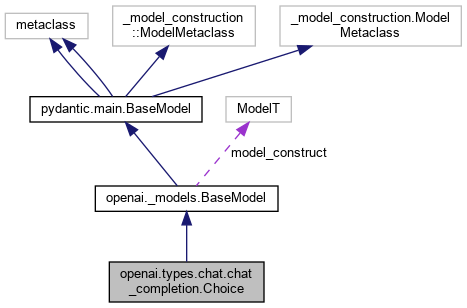 metaclass
_model_construction
::ModelMetaclass
_model_construction.Model
Metaclass
pydantic.main.BaseModel
ModelT
model_construct
openai._models.BaseModel
openai.types.chat.chat
_completion.Choice